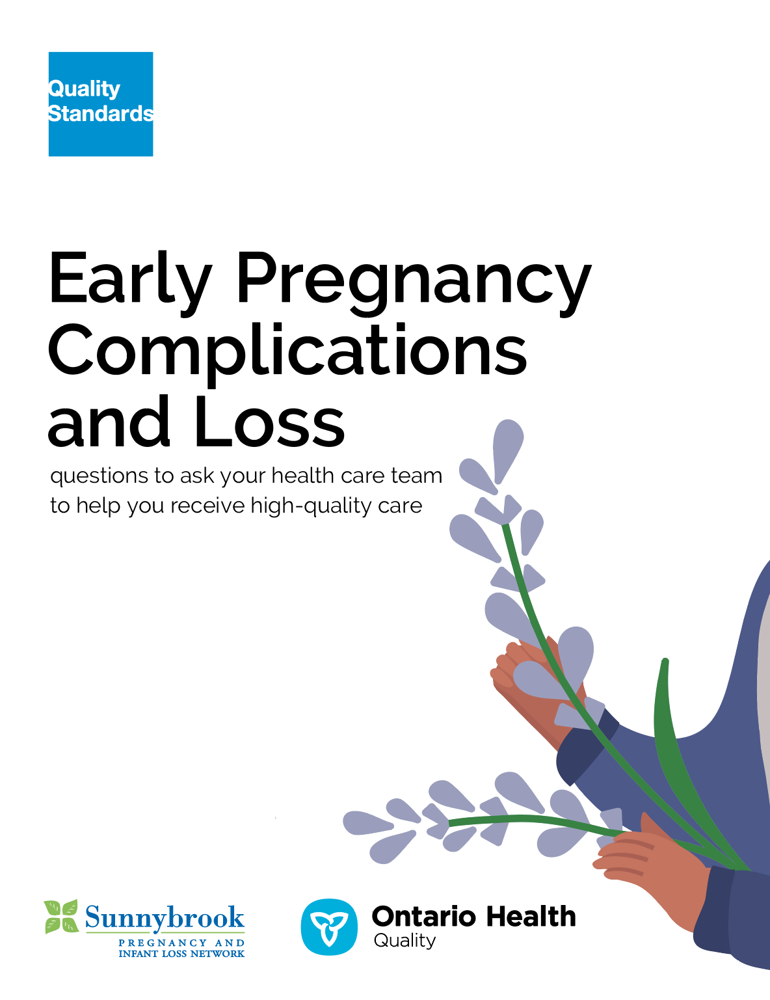 Quality
Standards
Early Pregnancy
Complications
and Loss
questions to ask your health care team
to help you receive high-quality care
Sunnybrook
PREGNANCY AND
INFANT LOSS NETWORK
Ontario Health
Quality